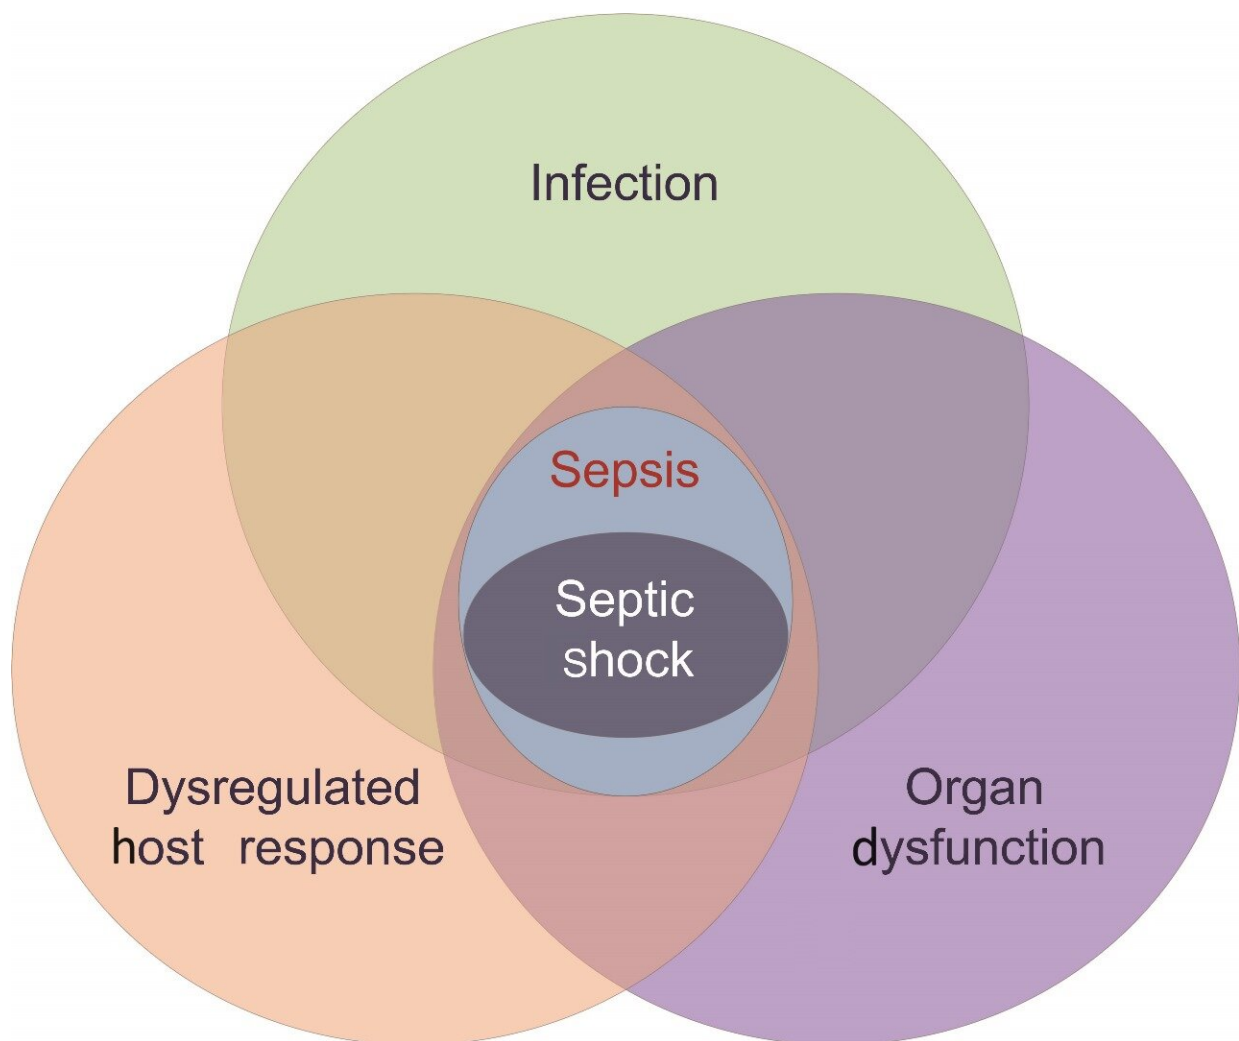 Infection
Sepsis
Septic
shock
Dysregulated
host response
Organ
dysfunction